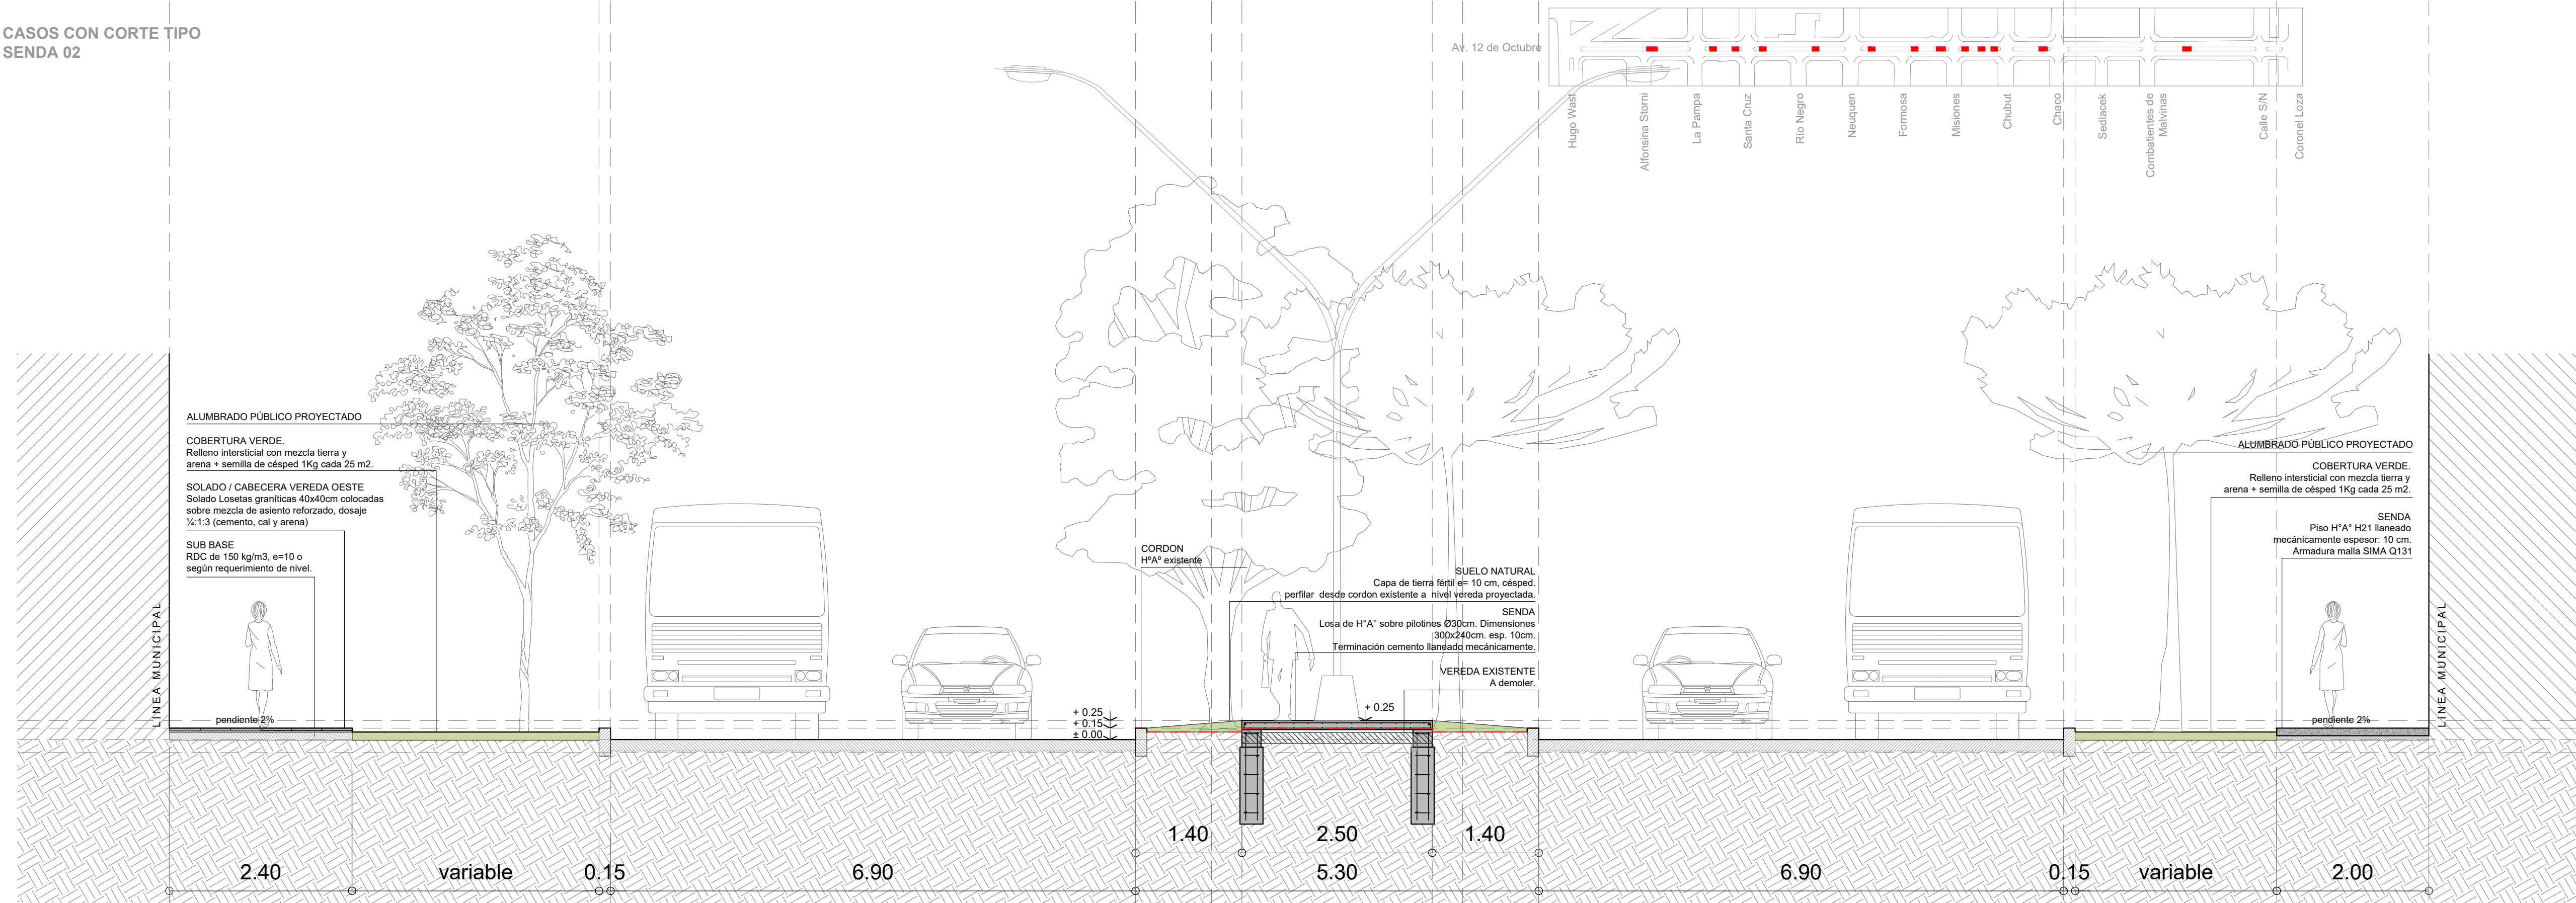 CASOS CON CORTE TIPO
SENDA 02
Av. 12 de Octubre
Hugo Wast
Alfonsina Storni
La Pampa
Santa Cruz
Río Negro
Neuquen
Formosa
Misiones
Chubut
Chaco
Sedlacek
Combatientes de
Malvinas
Calle S/N
Coronel Loza
ALUMBRADO PÚBLICO PROYECTADO
COBERTURA VERDE.
Relleno intersticial con mezcla tierra y
arena + semilla de césped 1Kg cada 25 m2.
SOLADO / CABECERA VEREDA OESTE
Solado Losetas graníticas 40x40cm colocadas
sobre mezcla de asiento reforzado, dosaje
¼:1:3 (cemento, cal y arena)
SUB BASE
RDC de 150 kg/m3, e=10 o
según requerimiento de nivel.
LINEA MUNICIPAL
pendiente 2%
CORDON
HºAº existente
SUELO NATURAL
Capa de tierra fértil e= 10 cm, césped.
perfilar desde cordon existente a nivel vereda proyectada.
SENDA
Losa de H°A° sobre pilotines Ø30cm. Dimensiones
300x240cm. esp. 10cm.
Terminación cemento llaneado mecánicamente.
VEREDA EXISTENTE
A demoler.
+ 0.25
+ 0.15
± 0.00
+ 0.25
ALUMBRADO PÚBLICO PROYECTADO
COBERTURA VERDE.
Relleno intersticial con mezcla tierra y
arena + semilla de césped 1Kg cada 25 m2.
SENDA
Piso H°A° H21 llaneado
mecánicamente espesor: 10 cm.
Armadura malla SIMA Q131
pendiente 2%
LINEA MUNICIPAL
1.40
2.50
1.40
2.40
variable
0.15
6.90
5.30
6.90
0.15
variable
2.00